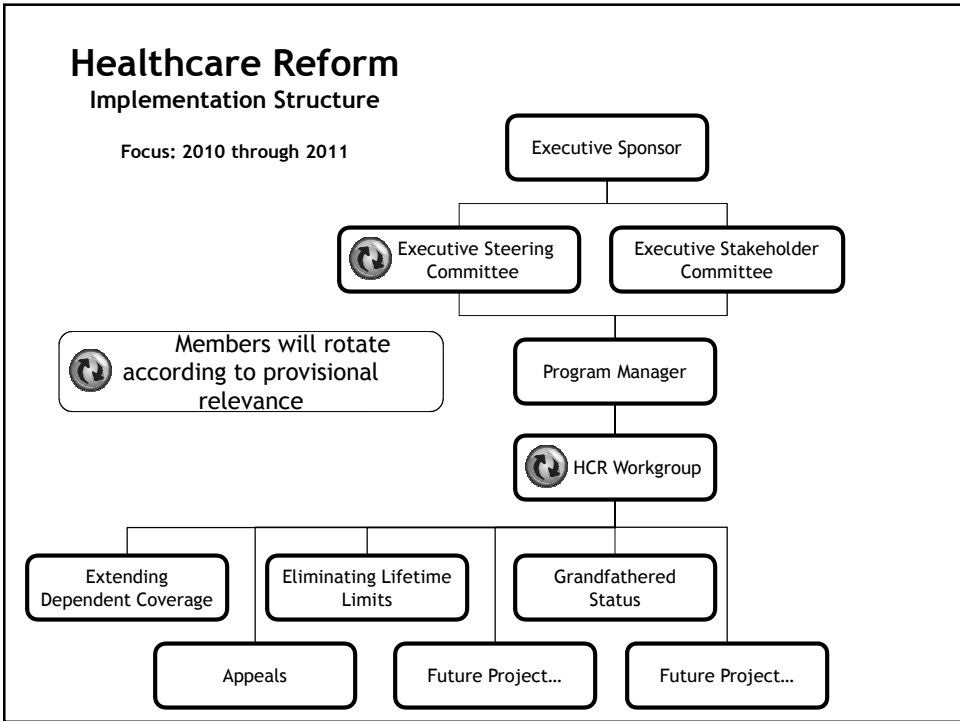 Healthcare Reform
Implementation Structure
Focus: 2010 through 2011
Executive Sponsor
Executive Steering
Committee
Executive Stakeholder
Committee
Members will rotate
according to provisional
relevance
Program Manager
HCR Workgroup
Extending
Dependent Coverage
Eliminating Lifetime
Limits
Grandfathered
Status
Appeals
Future Project…
Future Project…